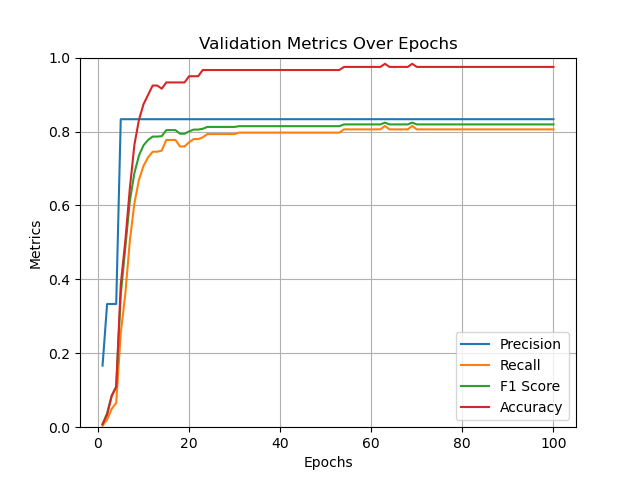 Validation Metrics Over Epochs
1.0
0.8
0.6
0.4
0.2
0.0
Metrics
0
20
40
60
80
100
Epochs
Precision
Recall
F1 Score
Accuracy